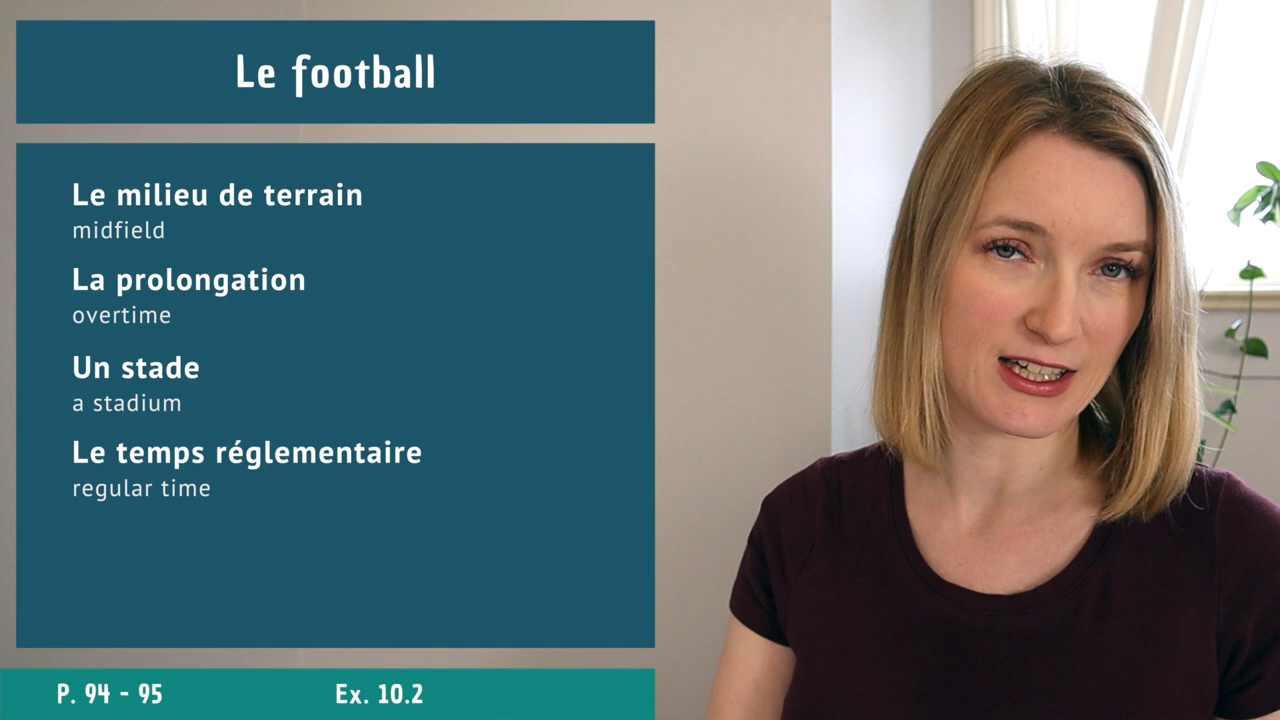 Le football
Le milieu de terrain
midfield
La prolongation
overtime
Un stade
a stadium
Le temps réglementaire
regular time
P. 94 - 95
Ex. 10.2